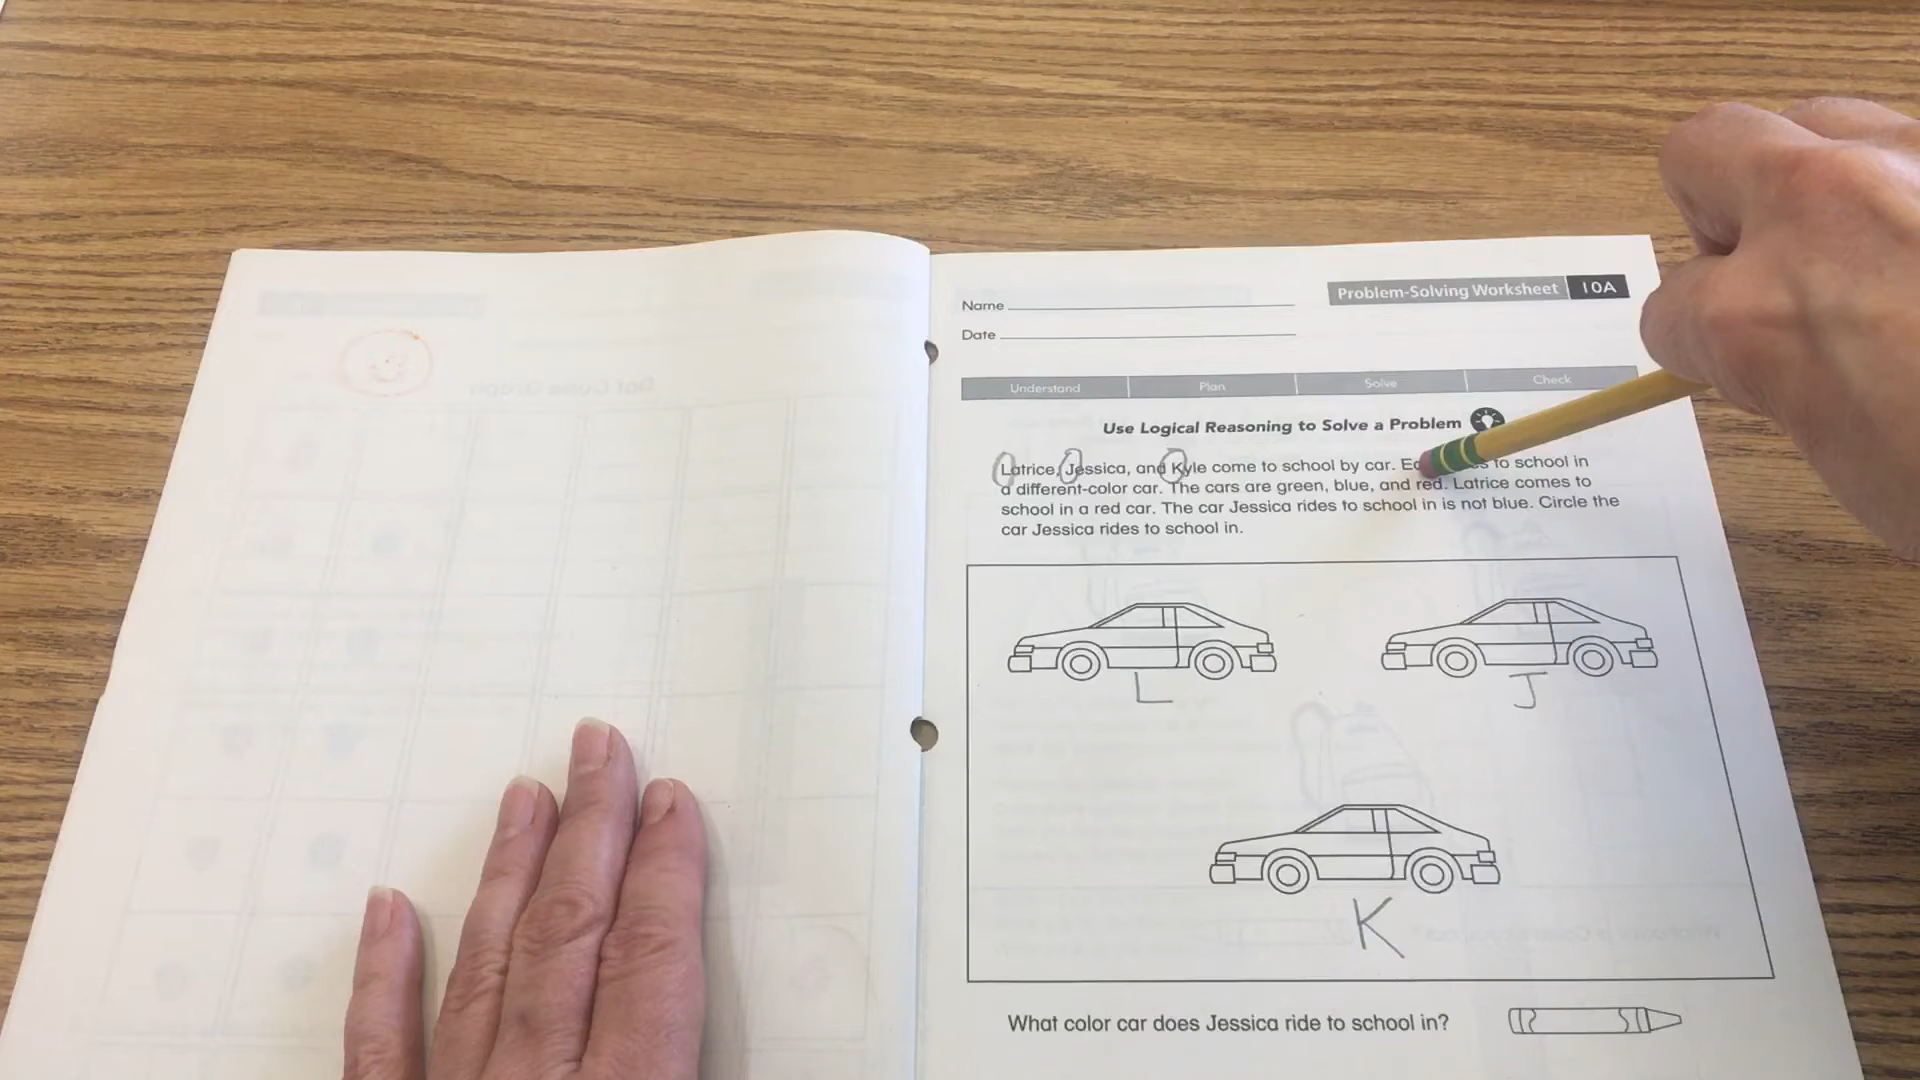 Name
Problem-Solving Worksheet 10A
Date
Understand Plan Solve Check
Use Logical Reasoning to Solve a Problem
Latrice, Jessica, and Kyle come to school by car. to school in
a different-color car. The cars are green, blue, and red. Latrice comes to
school in a red car. The car Jessica rides to school in is not blue. Circle the
car Jessica rides to school in.
L
J
K
What color car does Jessica ride to school in?